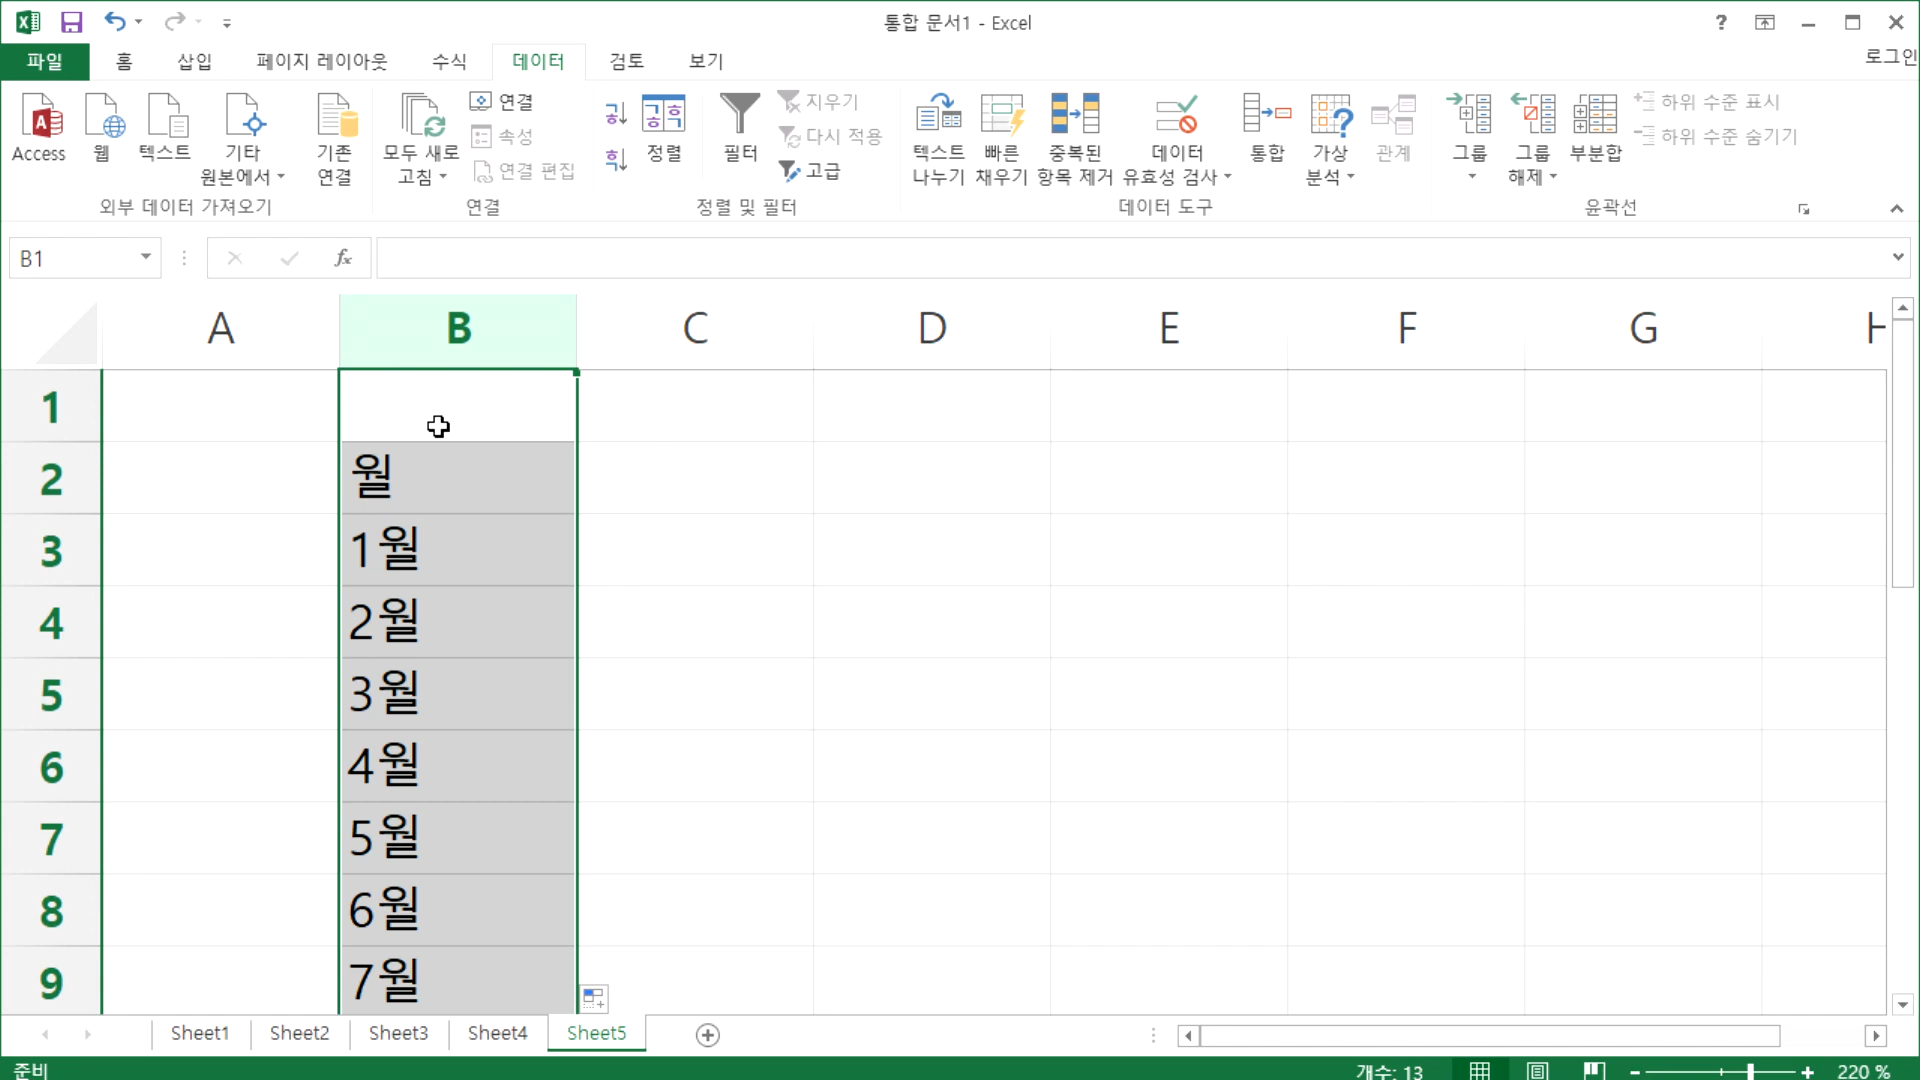 통합 문서1 - Excel
?
로그인
파일 홈 삽입 페이지 레이아웃 수식 데이터 검토 보기
Access
웹
텍스트
기타
원본에서
기존
연결
외부 데이터 가져오기
모두 새로
고침
연결
속성
연결 편집
연결
정렬
필터
지우기
다시 적용
고급
정렬 및 필터
텍스트
나누기
빠른
채우기
중복된
항목 제거
데이터
유효성 검사
통합
가상
분석
관계
데이터 도구
그룹
그룹
해제
부분합
하위 수준 표시
하위 수준 숨기기
윤곽선
B1
fx
A B C D E F G H
1
2 월
3 1월
4 2월
5 3월
6 4월
7 5월
8 6월
9 7월
Sheet1 Sheet2 Sheet3 Sheet4 Sheet5
준비 개수: 13 220 %